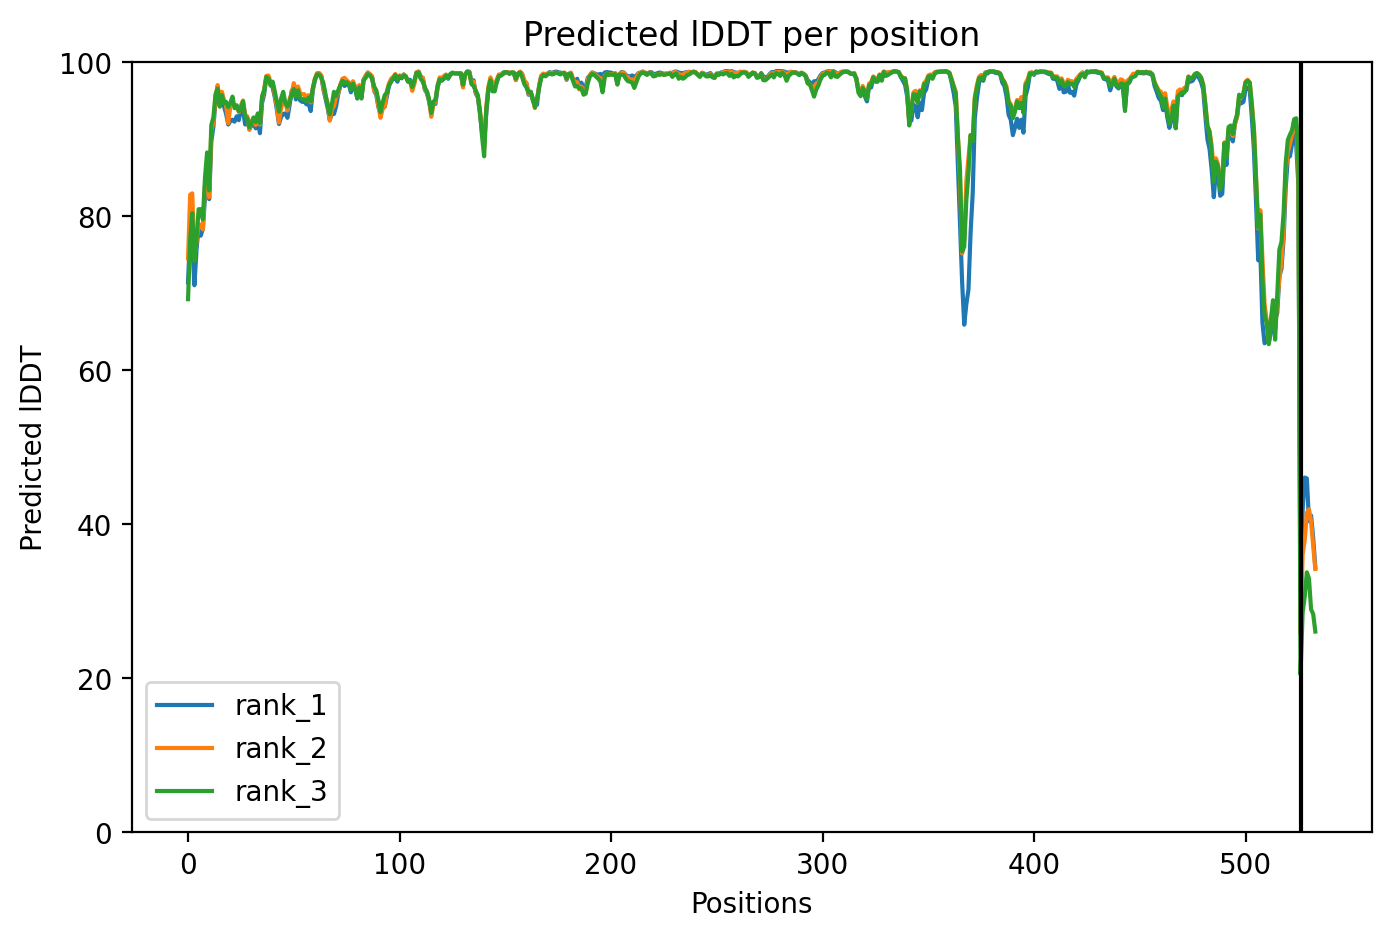 Predicted lDDT per position
100
80
60
40
20
0
Predicted lDDT
rank_1
rank_2
rank_3
0 100 200 300 400 500
Positions